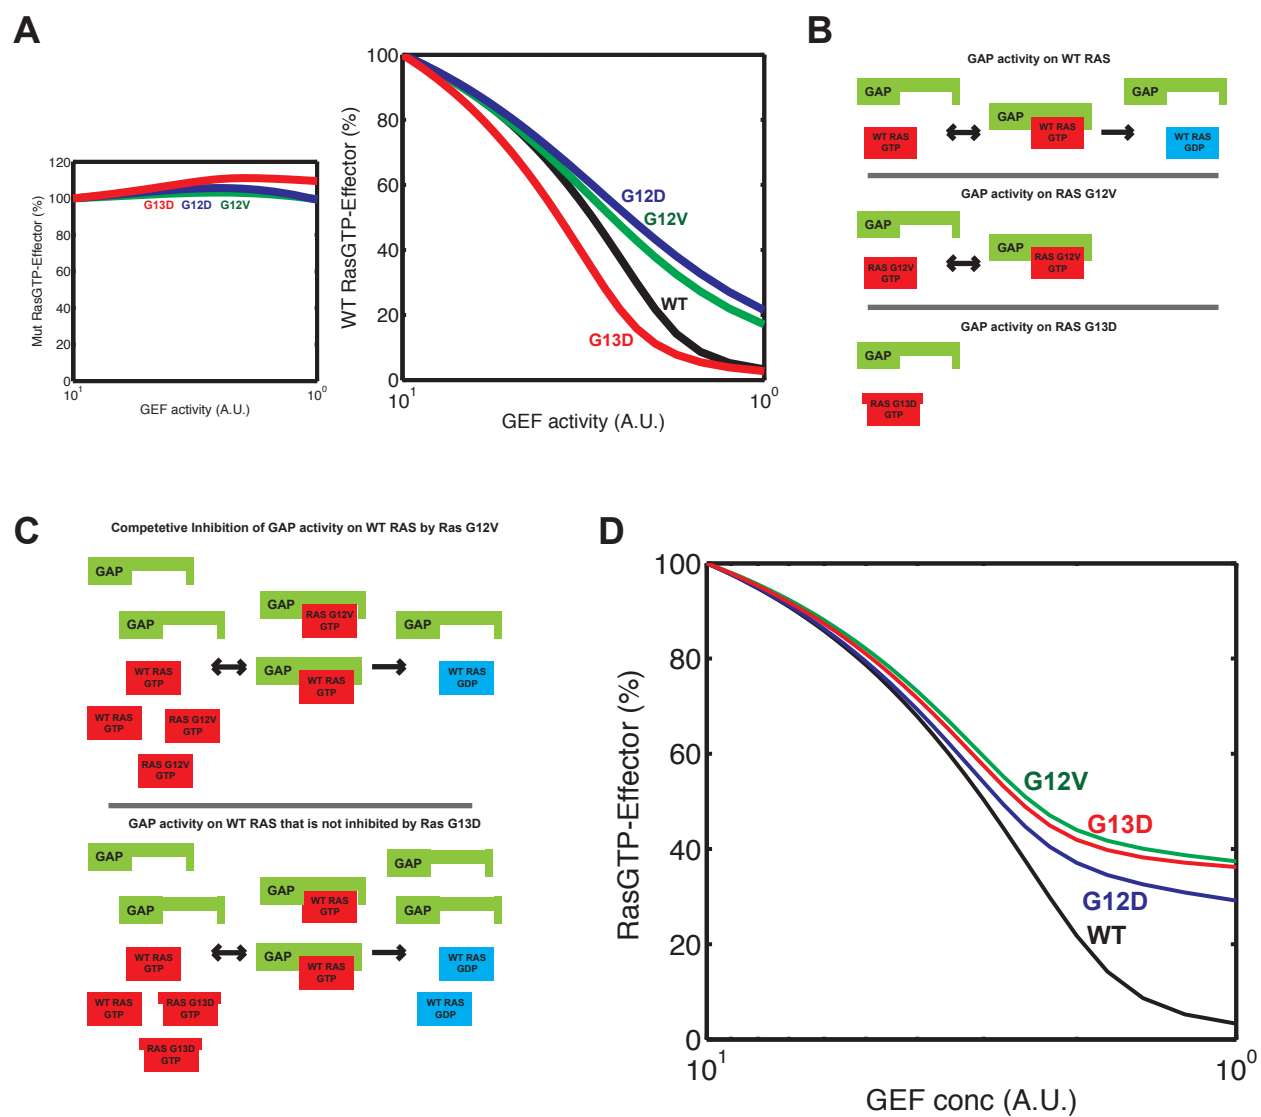 A
120
100
80
60
40
20
0
Mut RasGTP-Effector (%)
G13D G12D G12V
10^1
10^0
GEF activity (A.U.)
100
80
60
40
20
0
WT RasGTP-Effector (%)
G12D
G12V
WT
G13D
10^1
10^0
GEF activity (A.U.)
B
GAP activity on WT RAS
GAP
GAP
GAP
WT RAS
GTP
WT RAS
GTP
WT RAS
GDP
GAP activity on RAS G12V
GAP
GAP
RAS G12V
GTP
RAS G12V
GTP
GAP activity on RAS G13D
GAP
RAS G13D
GTP
C
Competetive Inhibition of GAP activity on WT RAS by Ras G12V
GAP
GAP
RAS G12V
GTP
GAP
GAP
WT RAS
GTP
GAP
WT RAS
GTP
WT RAS
GDP
WT RAS
GTP
RAS G12V
GTP
RAS G12V
GTP
GAP activity on WT RAS that is not inhibited by Ras G13D
GAP
GAP
GAP
WT RAS
GTP
GAP
GAP
WT RAS
GTP
GAP
WT RAS
GTP
WT RAS
GDP
WT RAS
GTP
RAS G13D
GTP
WT RAS
GDP
RAS G13D
GTP
D
100
80
60
40
20
0
RasGTP-Effector (%)
G12V
G13D
G12D
WT
10^1
10^0
GEF conc (A.U.)